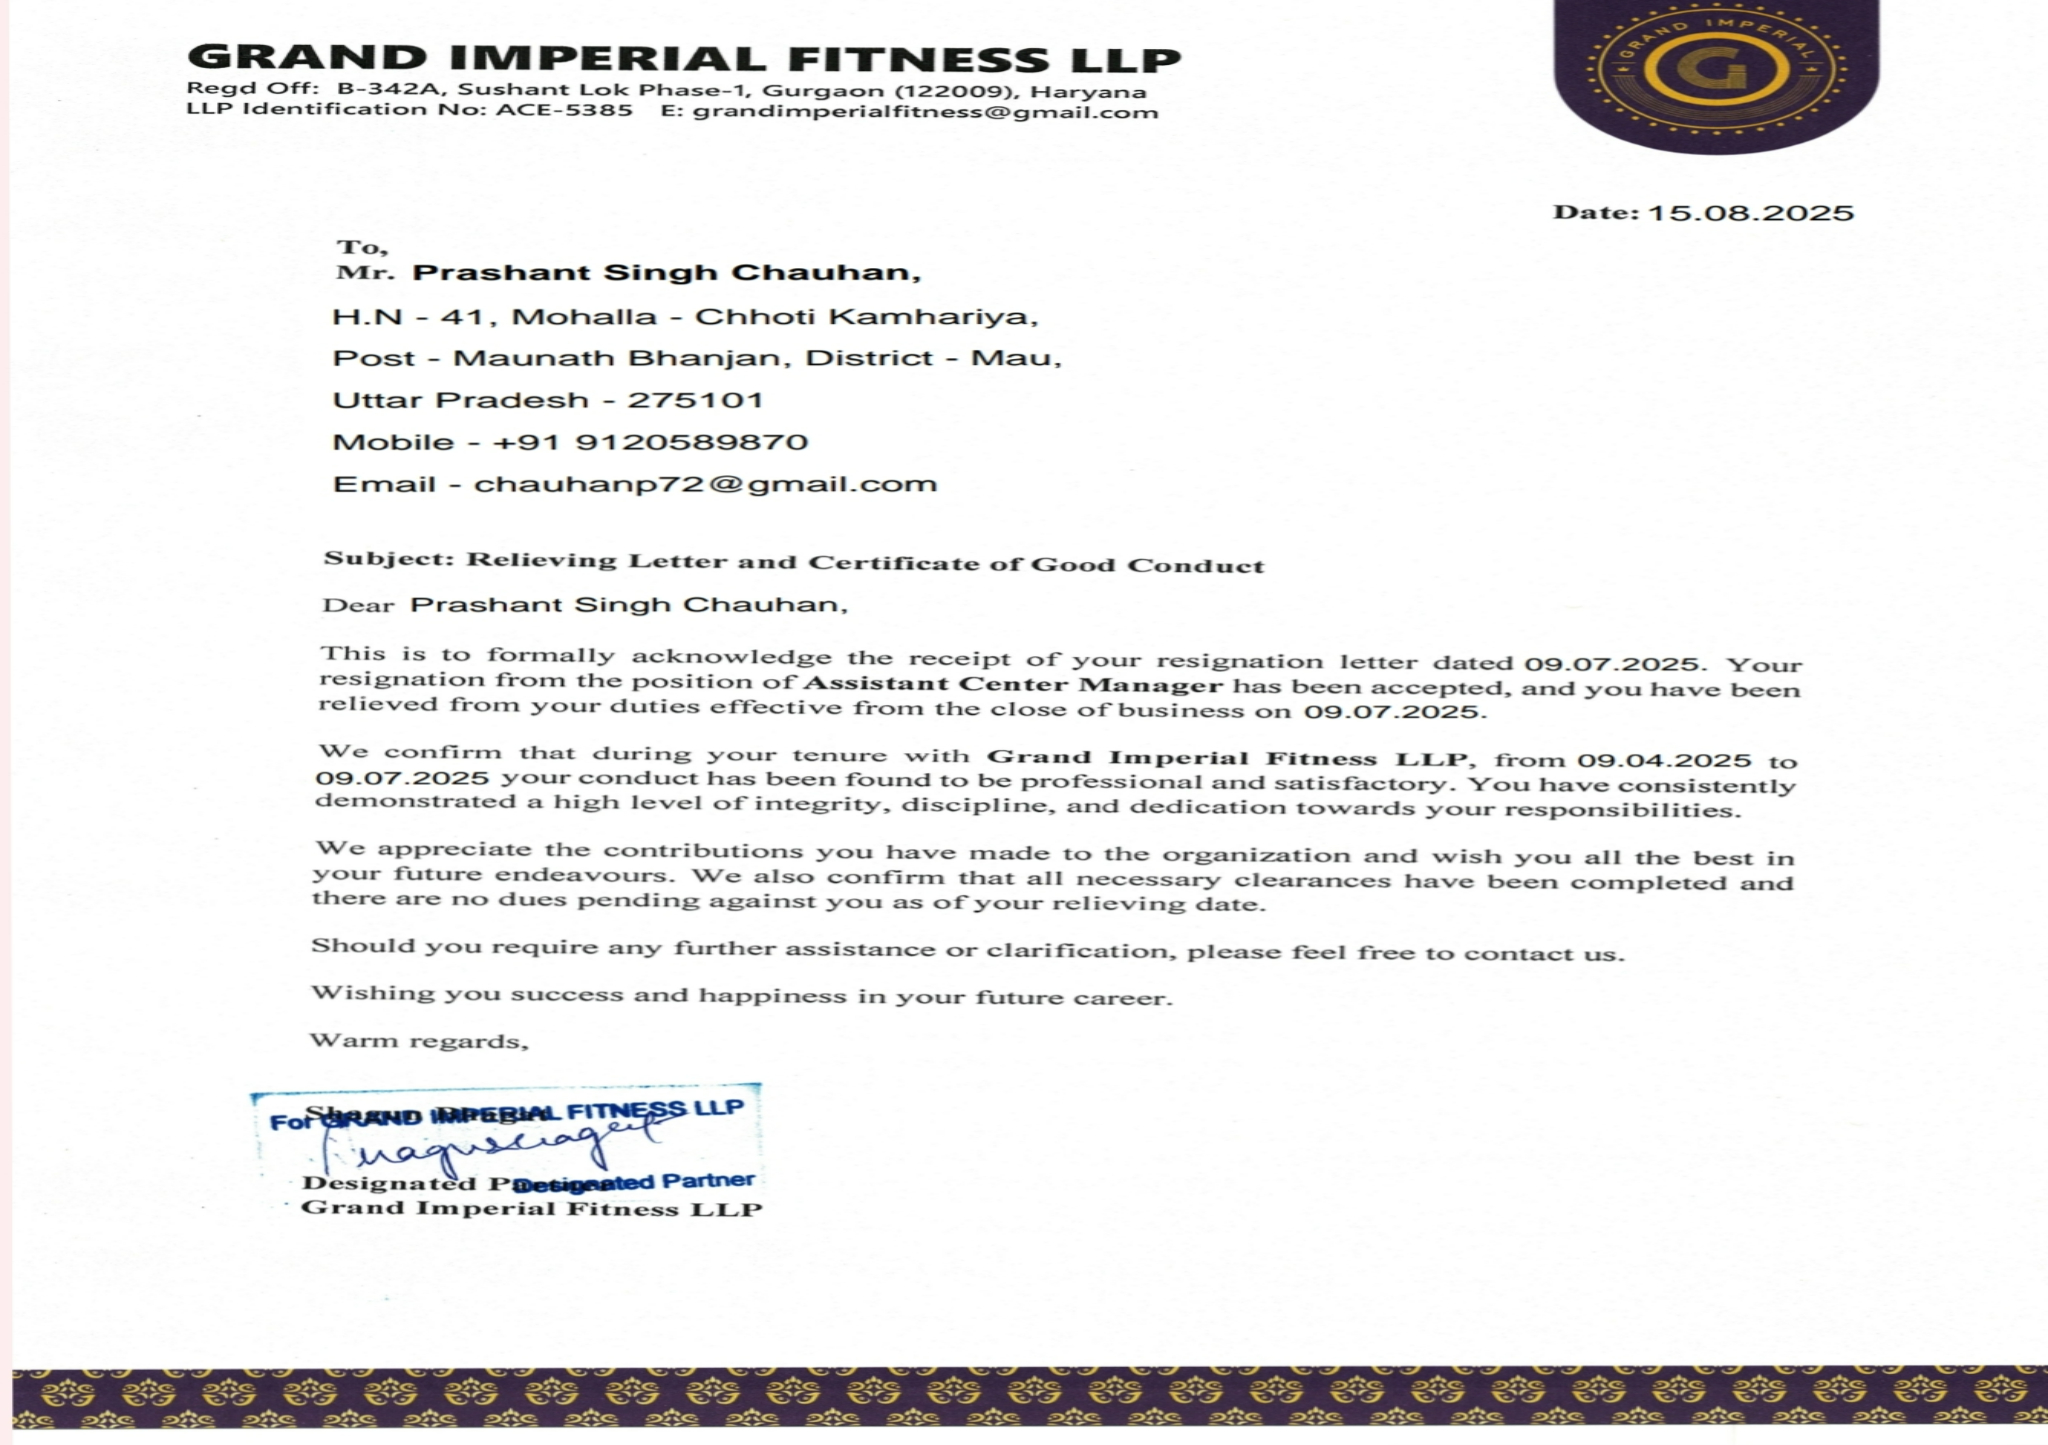 GRAND IMPERIAL FITNESS LLP
Regd Off: B-342A, Sushant Lok Phase-1, Gurgaon (122009), Haryana
LLP Identification No: ACE-5385 E: grandimperialfitness@gmail.com
GRAND IMPERIAL
G
Date: 15.08.2025
To,
Mr. Prashant Singh Chauhan,
H.N - 41, Mohalla - Chhoti Kamhariya,
Post - Maunath Bhanjan, District - Mau,
Uttar Pradesh - 275101
Mobile - +91 9120589870
Email - chauhanp72@gmail.com
Subject: Relieving Letter and Certificate of Good Conduct
Dear Prashant Singh Chauhan,
This is to formally acknowledge the receipt of your resignation letter dated 09.07.2025. Your
resignation from the position of Assistant Center Manager has been accepted, and you have been
relieved from your duties effective from the close of business on 09.07.2025.
We confirm that during your tenure with Grand Imperial Fitness LLP, from 09.04.2025 to
09.07.2025 your conduct has been found to be professional and satisfactory. You have consistently
demonstrated a high level of integrity, discipline, and dedication towards your responsibilities.
We appreciate the contributions you have made to the organization and wish you all the best in
your future endeavours. We also confirm that all necessary clearances have been completed and
there are no dues pending against you as of your relieving date.
Should you require any further assistance or clarification, please feel free to contact us.
Wishing you success and happiness in your future career.
Warm regards,
For GRAND IMPERIAL FITNESS LLP
Designated Partner
Designated Partner
Grand Imperial Fitness LLP